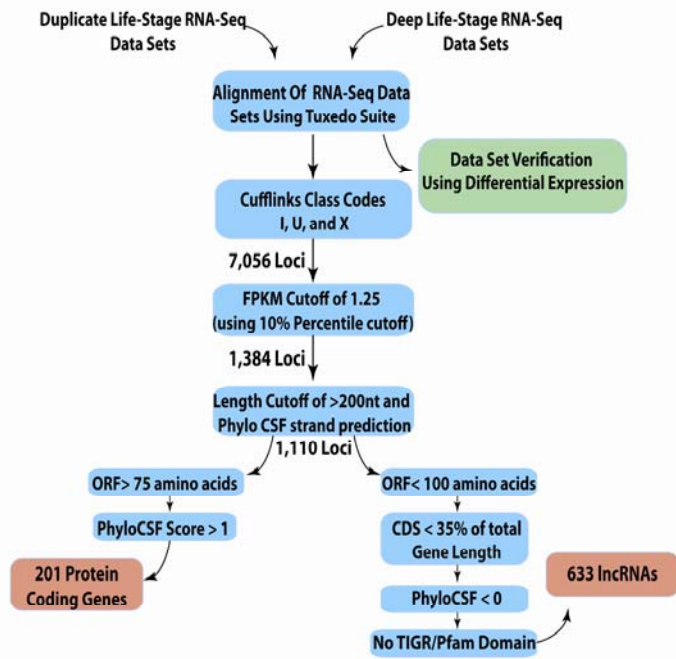 Duplicate Life-Stage RNA-Seq
Data Sets
Deep Life-Stage RNA-Seq
Data Sets
Alignment Of RNA-Seq Data
Sets Using Tuxedo Suite
Data Set Verification
Using Differential Expression
Cufflinks Class Codes
I, U, and X
7,056 Loci
FPKM Cutoff of 1.25
(using 10% Percentile cutoff)
1,384 Loci
Length Cutoff of >200nt and
Phylo CSF strand prediction
1,110 Loci
ORF> 75 amino acids
PhyloCSF Score > 1
201 Protein
Coding Genes
ORF< 100 amino acids
CDS < 35% of total
Gene Length
PhyloCSF < 0
No TIGR/Pfam Domain
633 lncRNAs